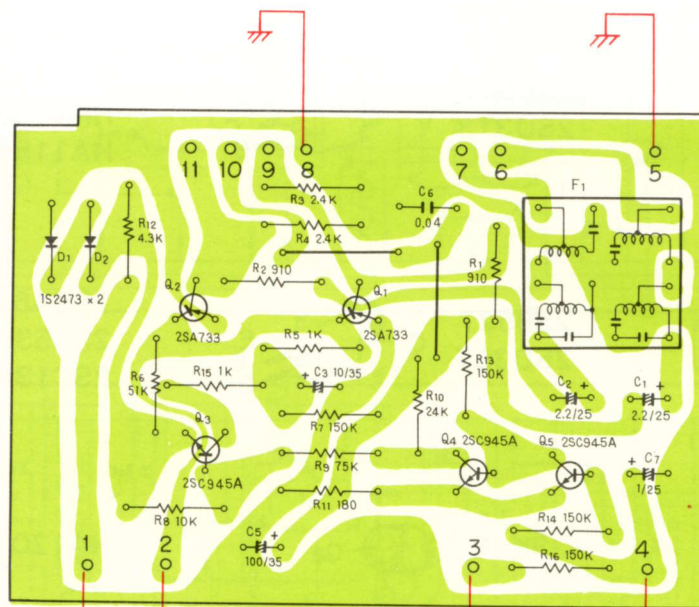 11 10 9 8 7 6 5
F1
R3 2.4K
C6
0,04
R12
4.3K
R4 2.4K
D1 D2
1S2473 × 2
R2 910
R1
910
Q2
2SA733
Q1
2SA733
R5 1K
R13
150K
R6
51K
R15 1K
+ C3 10/35
R10
24K
C2 +
2.2/25
C1 +
2.2/25
R7 150K
Q3
2SC945A
Q4 2SC945A
Q5 2SC945A
R9 75K
+ C7
1/25
R11 180
R8 10K
R14 150K
C5 +
100/35
R16 150K
1 2 3 4